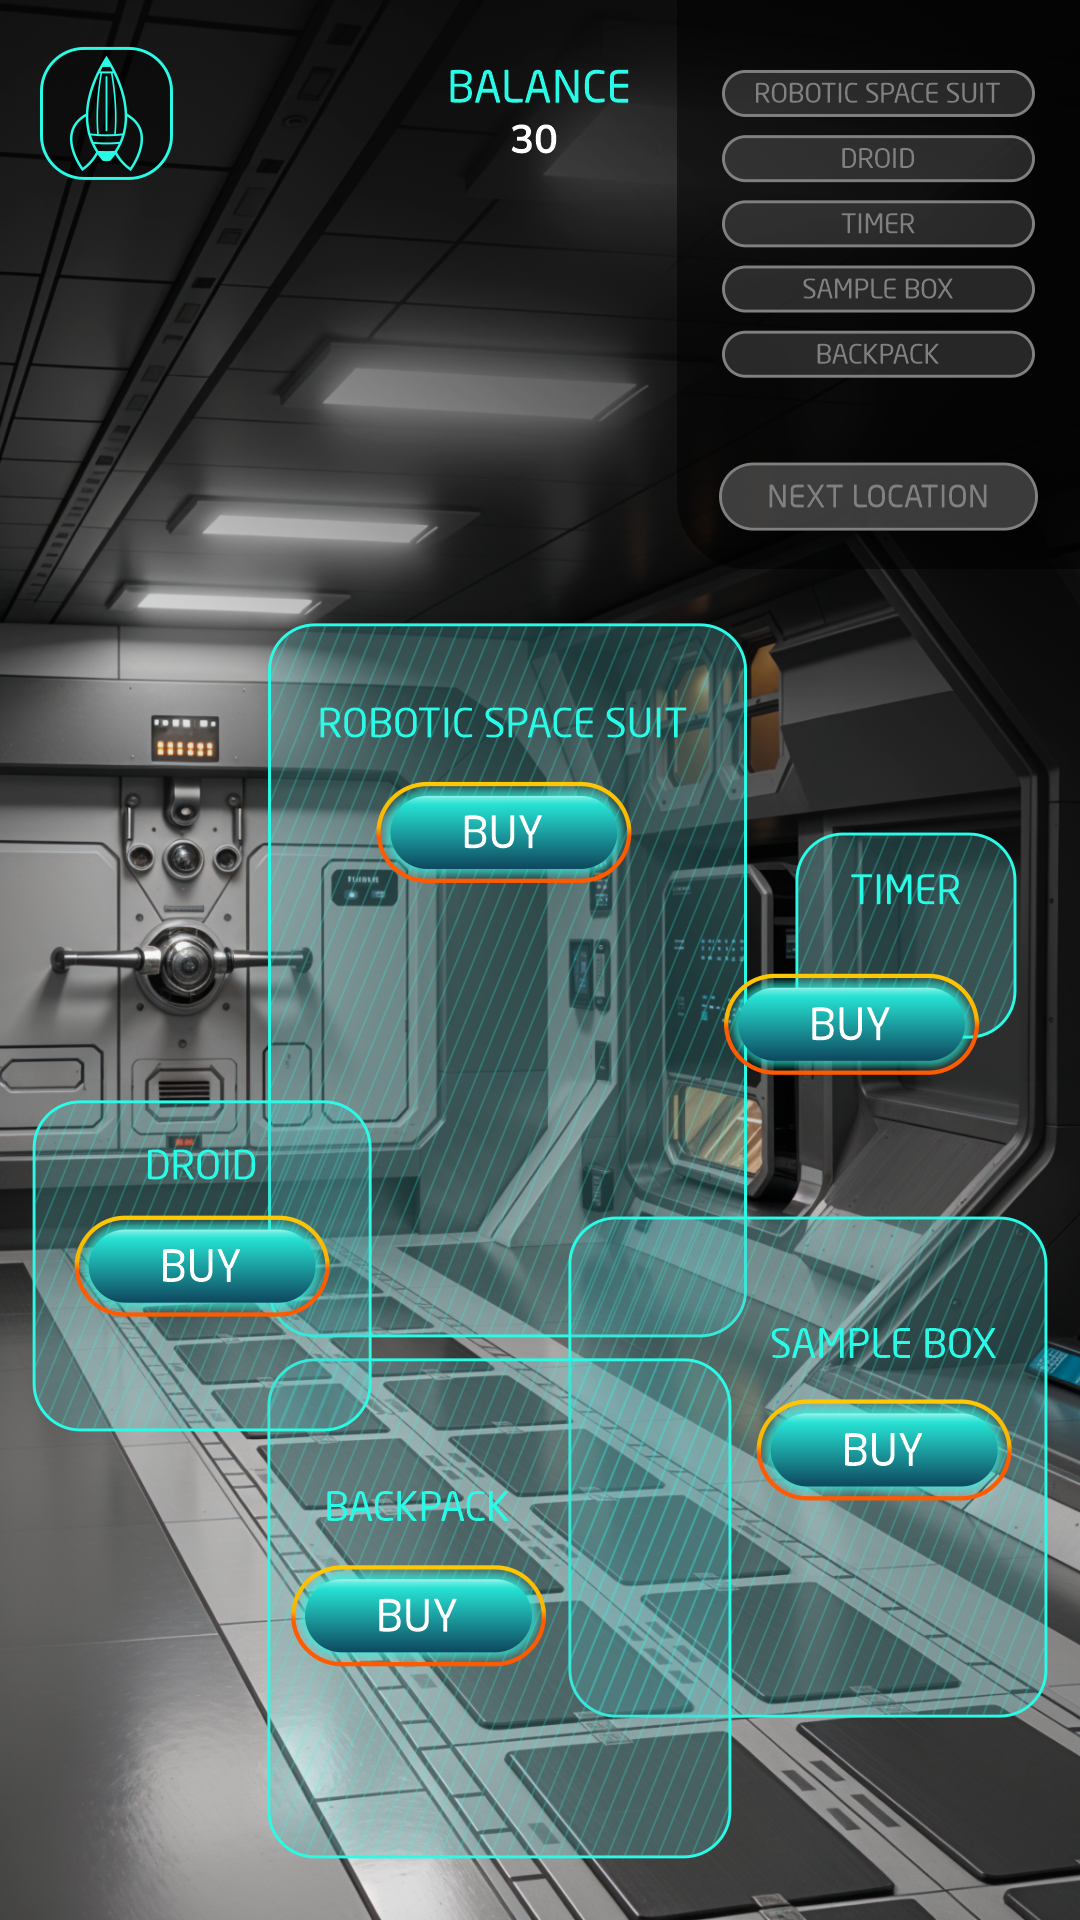 BALANCE
30
ROBOTIC SPACE SUIT
DROID
TIMER
SAMPLE BOX
BACKPACK
NEXT LOCATION
ROBOTIC SPACE SUIT
BUY
TIMER
BUY
DROID
BUY
SAMPLE BOX
BUY
BACKPACK
BUY